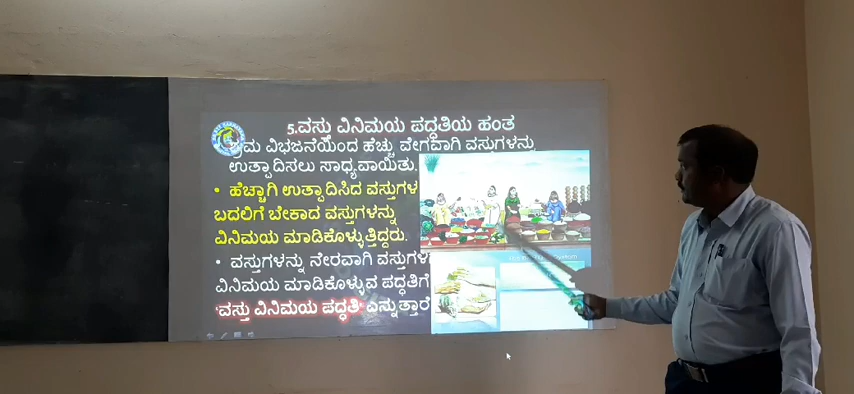 5.ವಸ್ತು ವಿನಿಮಯ ಪದ್ಧತಿಯ ಹಂತ
ಶ್ರಮ ವಿಭಜನೆಯಿಂದ ಹೆಚ್ಚು ವೇಗವಾಗಿ ವಸ್ತುಗಳನ್ನು
ಉತ್ಪಾದಿಸಲು ಸಾಧ್ಯವಾಯಿತು.
• ಹೆಚ್ಚಾಗಿ ಉತ್ಪಾದಿಸಿದ ವಸ್ತುಗಳ
ಬದಲಿಗೆ ಬೇಕಾದ ವಸ್ತುಗಳನ್ನು
ವಿನಿಮಯ ಮಾಡಿಕೊಳ್ಳುತ್ತಿದ್ದರು.
• ವಸ್ತುಗಳನ್ನು ನೇರವಾಗಿ ವಸ್ತುಗಳ
ವಿನಿಮಯ ಮಾಡಿಕೊಳ್ಳುವ ಪದ್ಧತಿಗೆ
'ವಸ್ತು ವಿನಿಮಯ ಪದ್ಧತಿ' ಎನ್ನುತ್ತಾರೆ